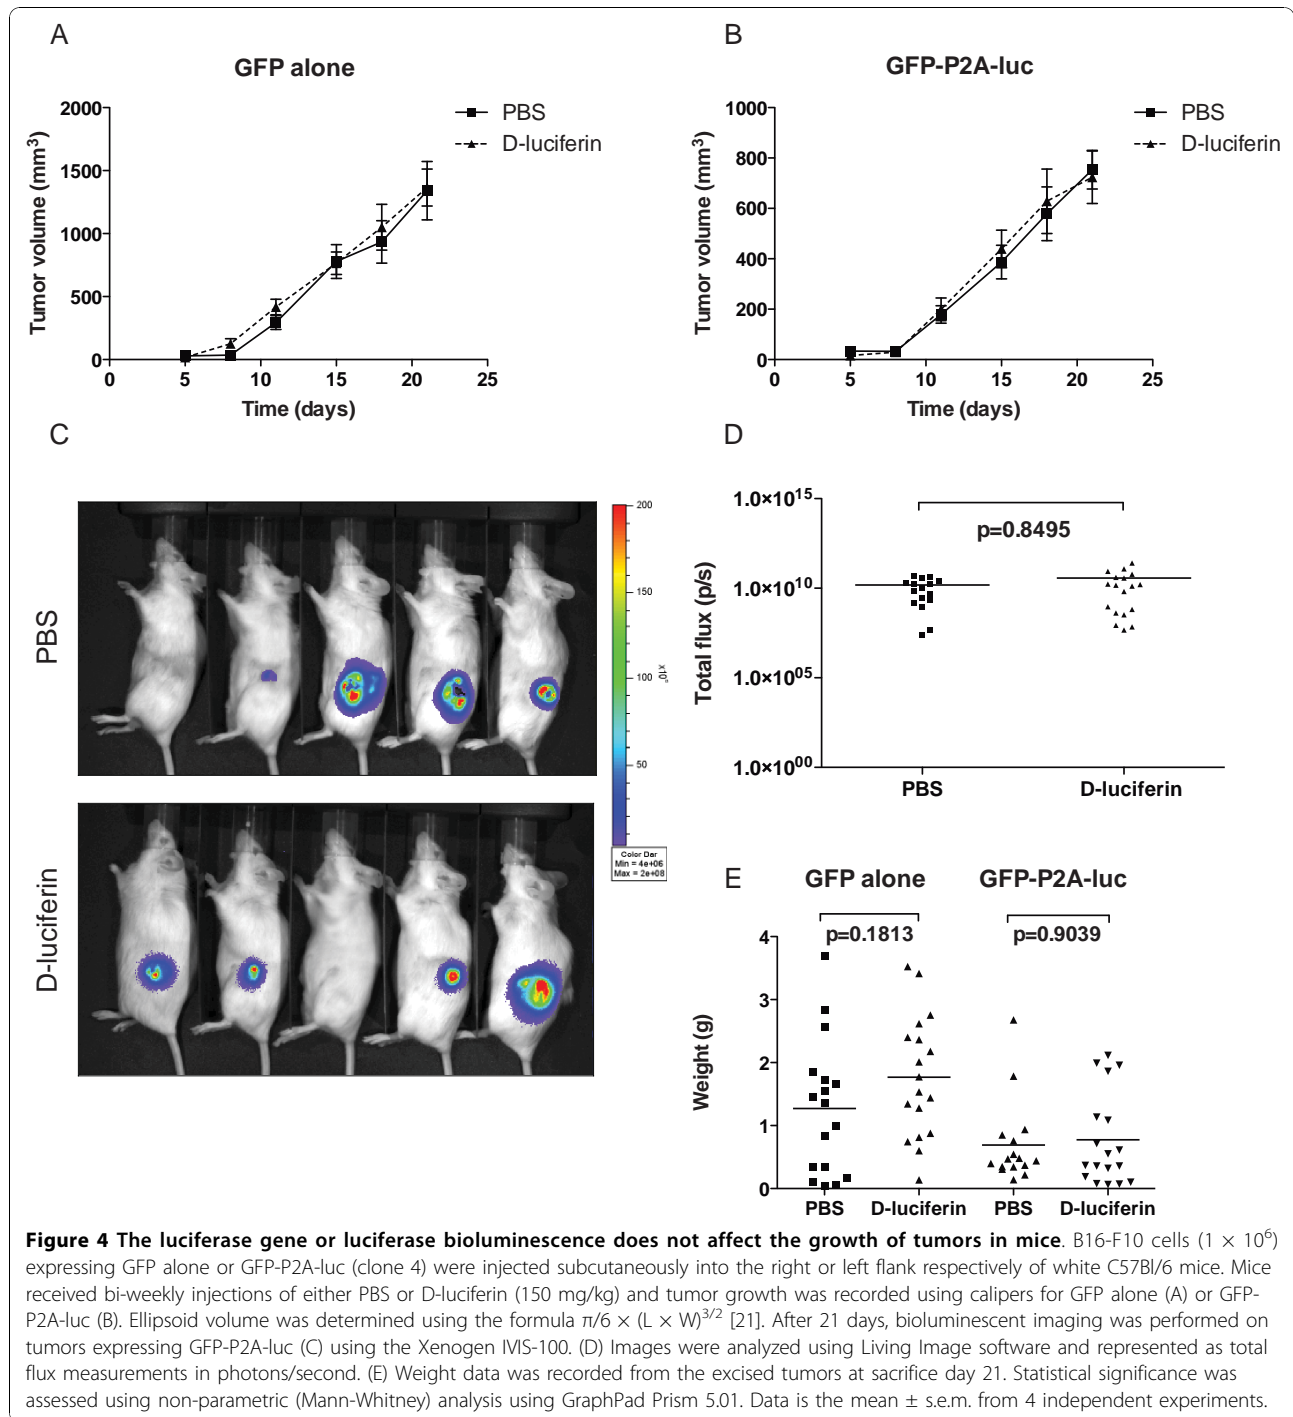 A
GFP alone
2000
1500
1000
500
0
Tumor volume (mm³)
0 5 10 15 20 25
Time (days)
PBS
D-luciferin
B
GFP-P2A-luc
1000
800
600
400
200
0
Tumor volume (mm³)
0 5 10 15 20 25
Time (days)
PBS
D-luciferin
C
PBS
D-luciferin
200
150
100
50
Color Bar
Min = 4e+06
Max = 2e+08
D
1.0×10¹⁵
1.0×10¹⁰
1.0×10⁰⁵
1.0×10⁰⁰
Total flux (p/s)
p=0.8495
PBS D-luciferin
E
GFP alone GFP-P2A-luc
p=0.1813 p=0.9039
4
3
2
1
0
Weight (g)
PBS D-luciferin PBS D-luciferin
Figure 4 The luciferase gene or luciferase bioluminescence does not affect the growth of tumors in mice. B16-F10 cells (1 × 10⁶)
expressing GFP alone or GFP-P2A-luc (clone 4) were injected subcutaneously into the right or left flank respectively of white C57Bl/6 mice. Mice
received bi-weekly injections of either PBS or D-luciferin (150 mg/kg) and tumor growth was recorded using calipers for GFP alone (A) or GFP-
P2A-luc (B). Ellipsoid volume was determined using the formula π/6 × (L × W)³ᐟ² [21]. After 21 days, bioluminescent imaging was performed on
tumors expressing GFP-P2A-luc (C) using the Xenogen IVIS-100. (D) Images were analyzed using Living Image software and represented as total
flux measurements in photons/second. (E) Weight data was recorded from the excised tumors at sacrifice day 21. Statistical significance was
assessed using non-parametric (Mann-Whitney) analysis using GraphPad Prism 5.01. Data is the mean ± s.e.m. from 4 independent experiments.